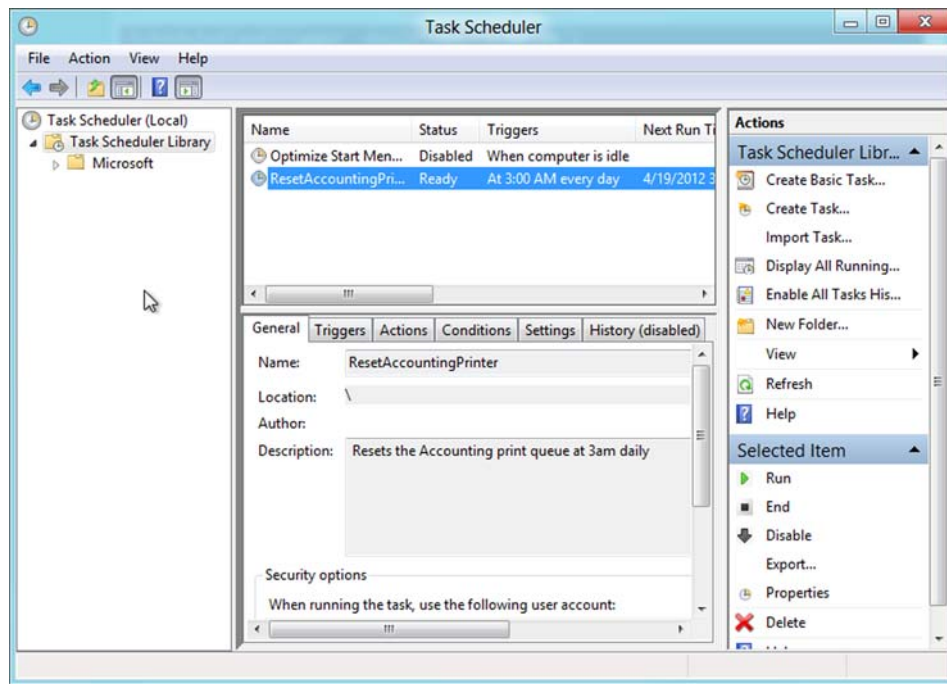 Task Scheduler
File Action View Help
Task Scheduler (Local)
Task Scheduler Library
Microsoft
Name Status Triggers Next Run Ti
Optimize Start Men... Disabled When computer is idle
ResetAccountingPri... Ready At 3:00 AM every day 4/19/2012 3
General Triggers Actions Conditions Settings History (disabled)
Name: ResetAccountingPrinter
Location: \
Author:
Description: Resets the Accounting print queue at 3am daily
Security options
When running the task, use the following user account:
Actions
Task Scheduler Libr...
Create Basic Task...
Create Task...
Import Task...
Display All Running...
Enable All Tasks His...
New Folder...
View
Refresh
Help
Selected Item
Run
End
Disable
Export...
Properties
Delete